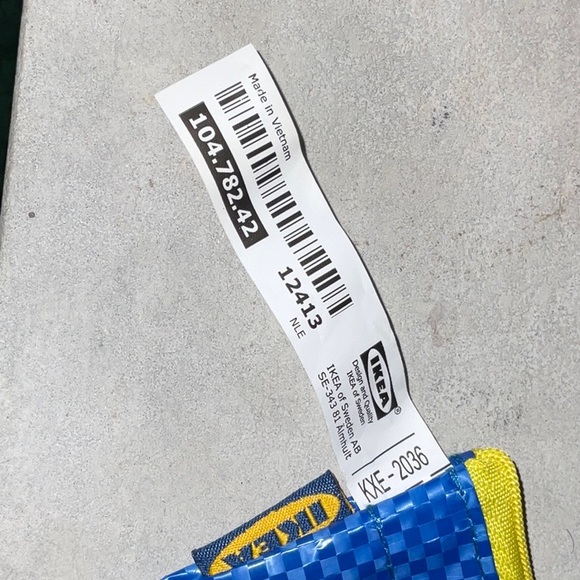 Made in Vietnam
104.782.42
12413
NLE
IKEA®
Design and Quality
IKEA of Sweden
IKEA of Sweden AB
SE-343 81 Älmhult
KXE - 2036
IKEA